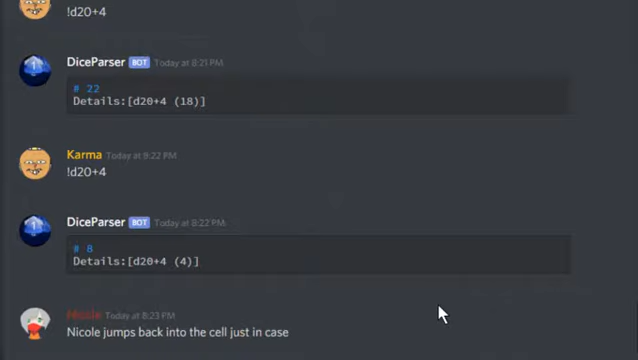 !d20+4
DiceParser BOT Today at 8:21 PM
# 22
Details:[d20+4 (18)]
Karma Today at 9:22 PM
!d20+4
DiceParser BOT Today at 8:22 PM
# 8
Details:[d20+4 (4)]
Nicole Today at 8:23 PM
Nicole jumps back into the cell just in case